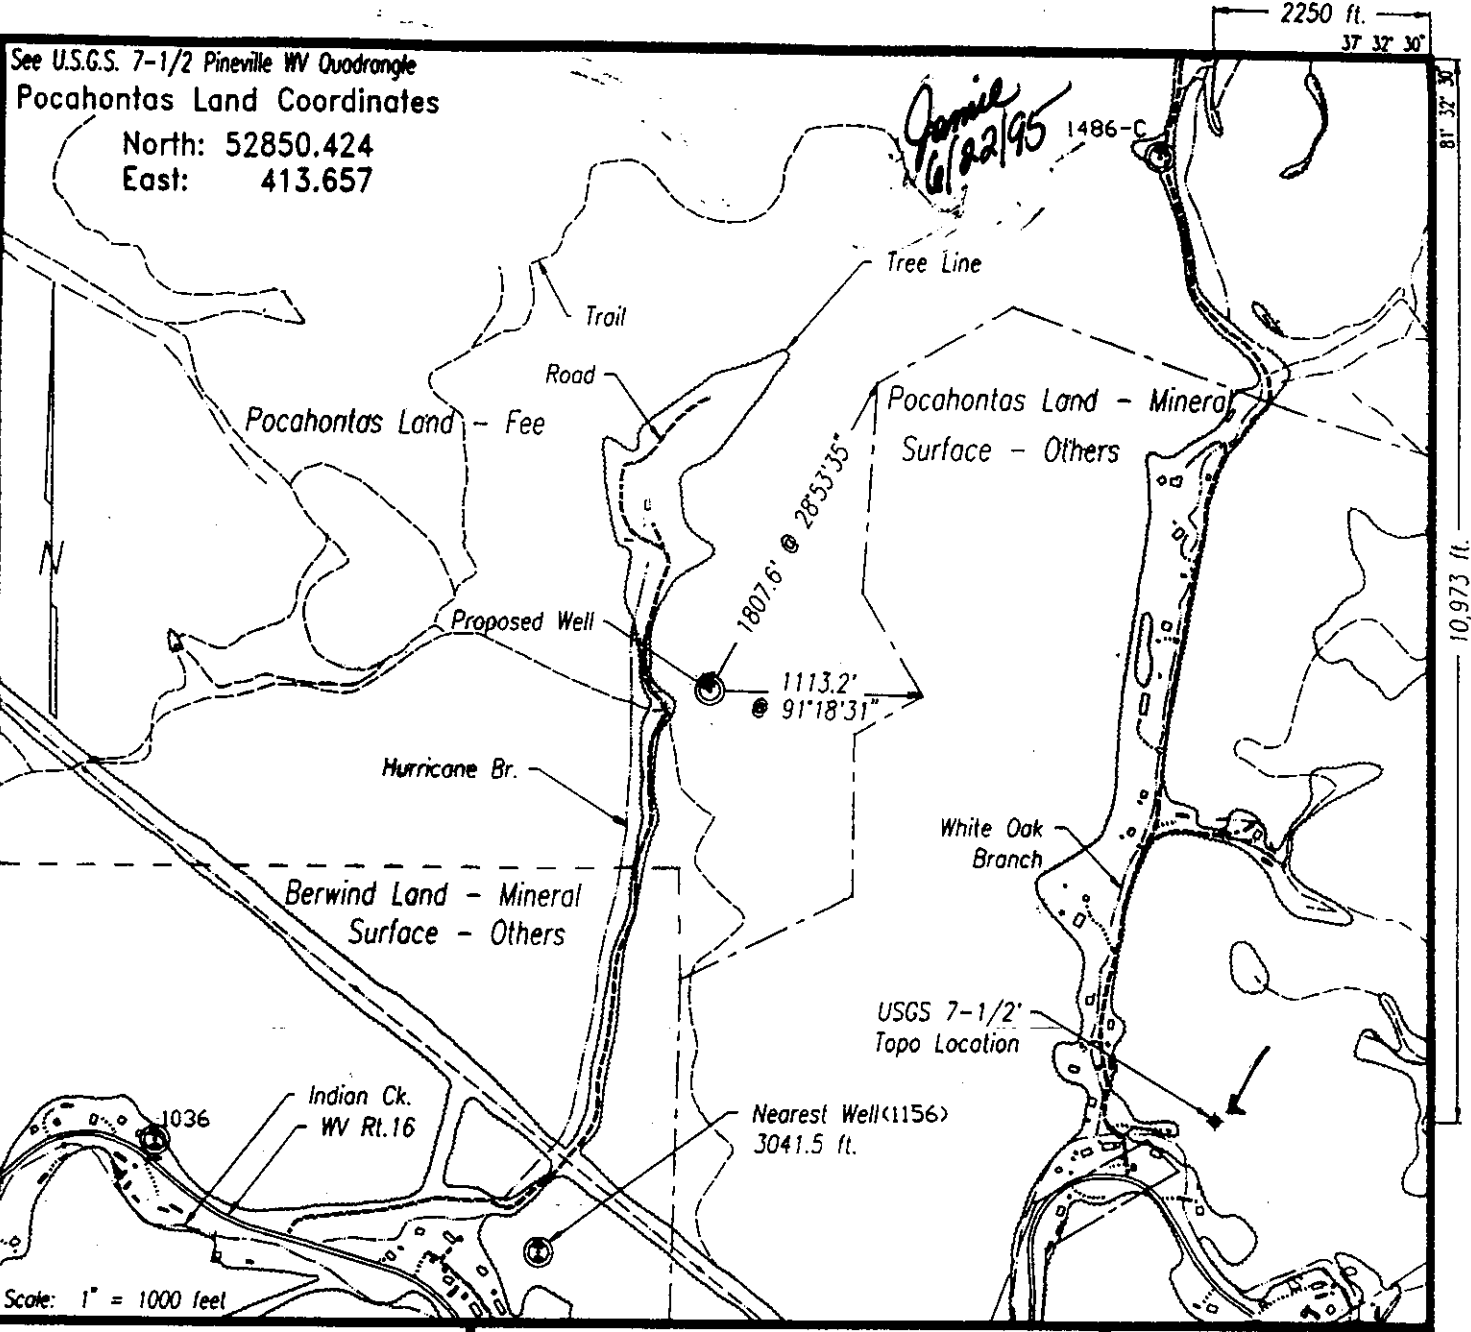 2250 ft.
37° 32' 30"
See U.S.G.S. 7-1/2 Pineville WV Quadrangle
Pocahontas Land Coordinates
North: 52850.424
East: 413.657
Jamie
6/22/95
1486-C
81° 32' 30"
Tree Line
Trail
Road
Pocahontas Land - Fee
Pocahontas Land - Mineral
Surface - Others
1807.6' @ 28°53'35"
N
10,973 ft.
Proposed Well
1113.2'
@ 91°18'31"
Hurricane Br.
White Oak
Branch
Berwind Land - Mineral
Surface - Others
USGS 7-1/2'
Topo Location
Indian Ck.
WV Rt.16
1036
Nearest Well<1156>
3041.5 ft.
Scale: 1" = 1000 feet